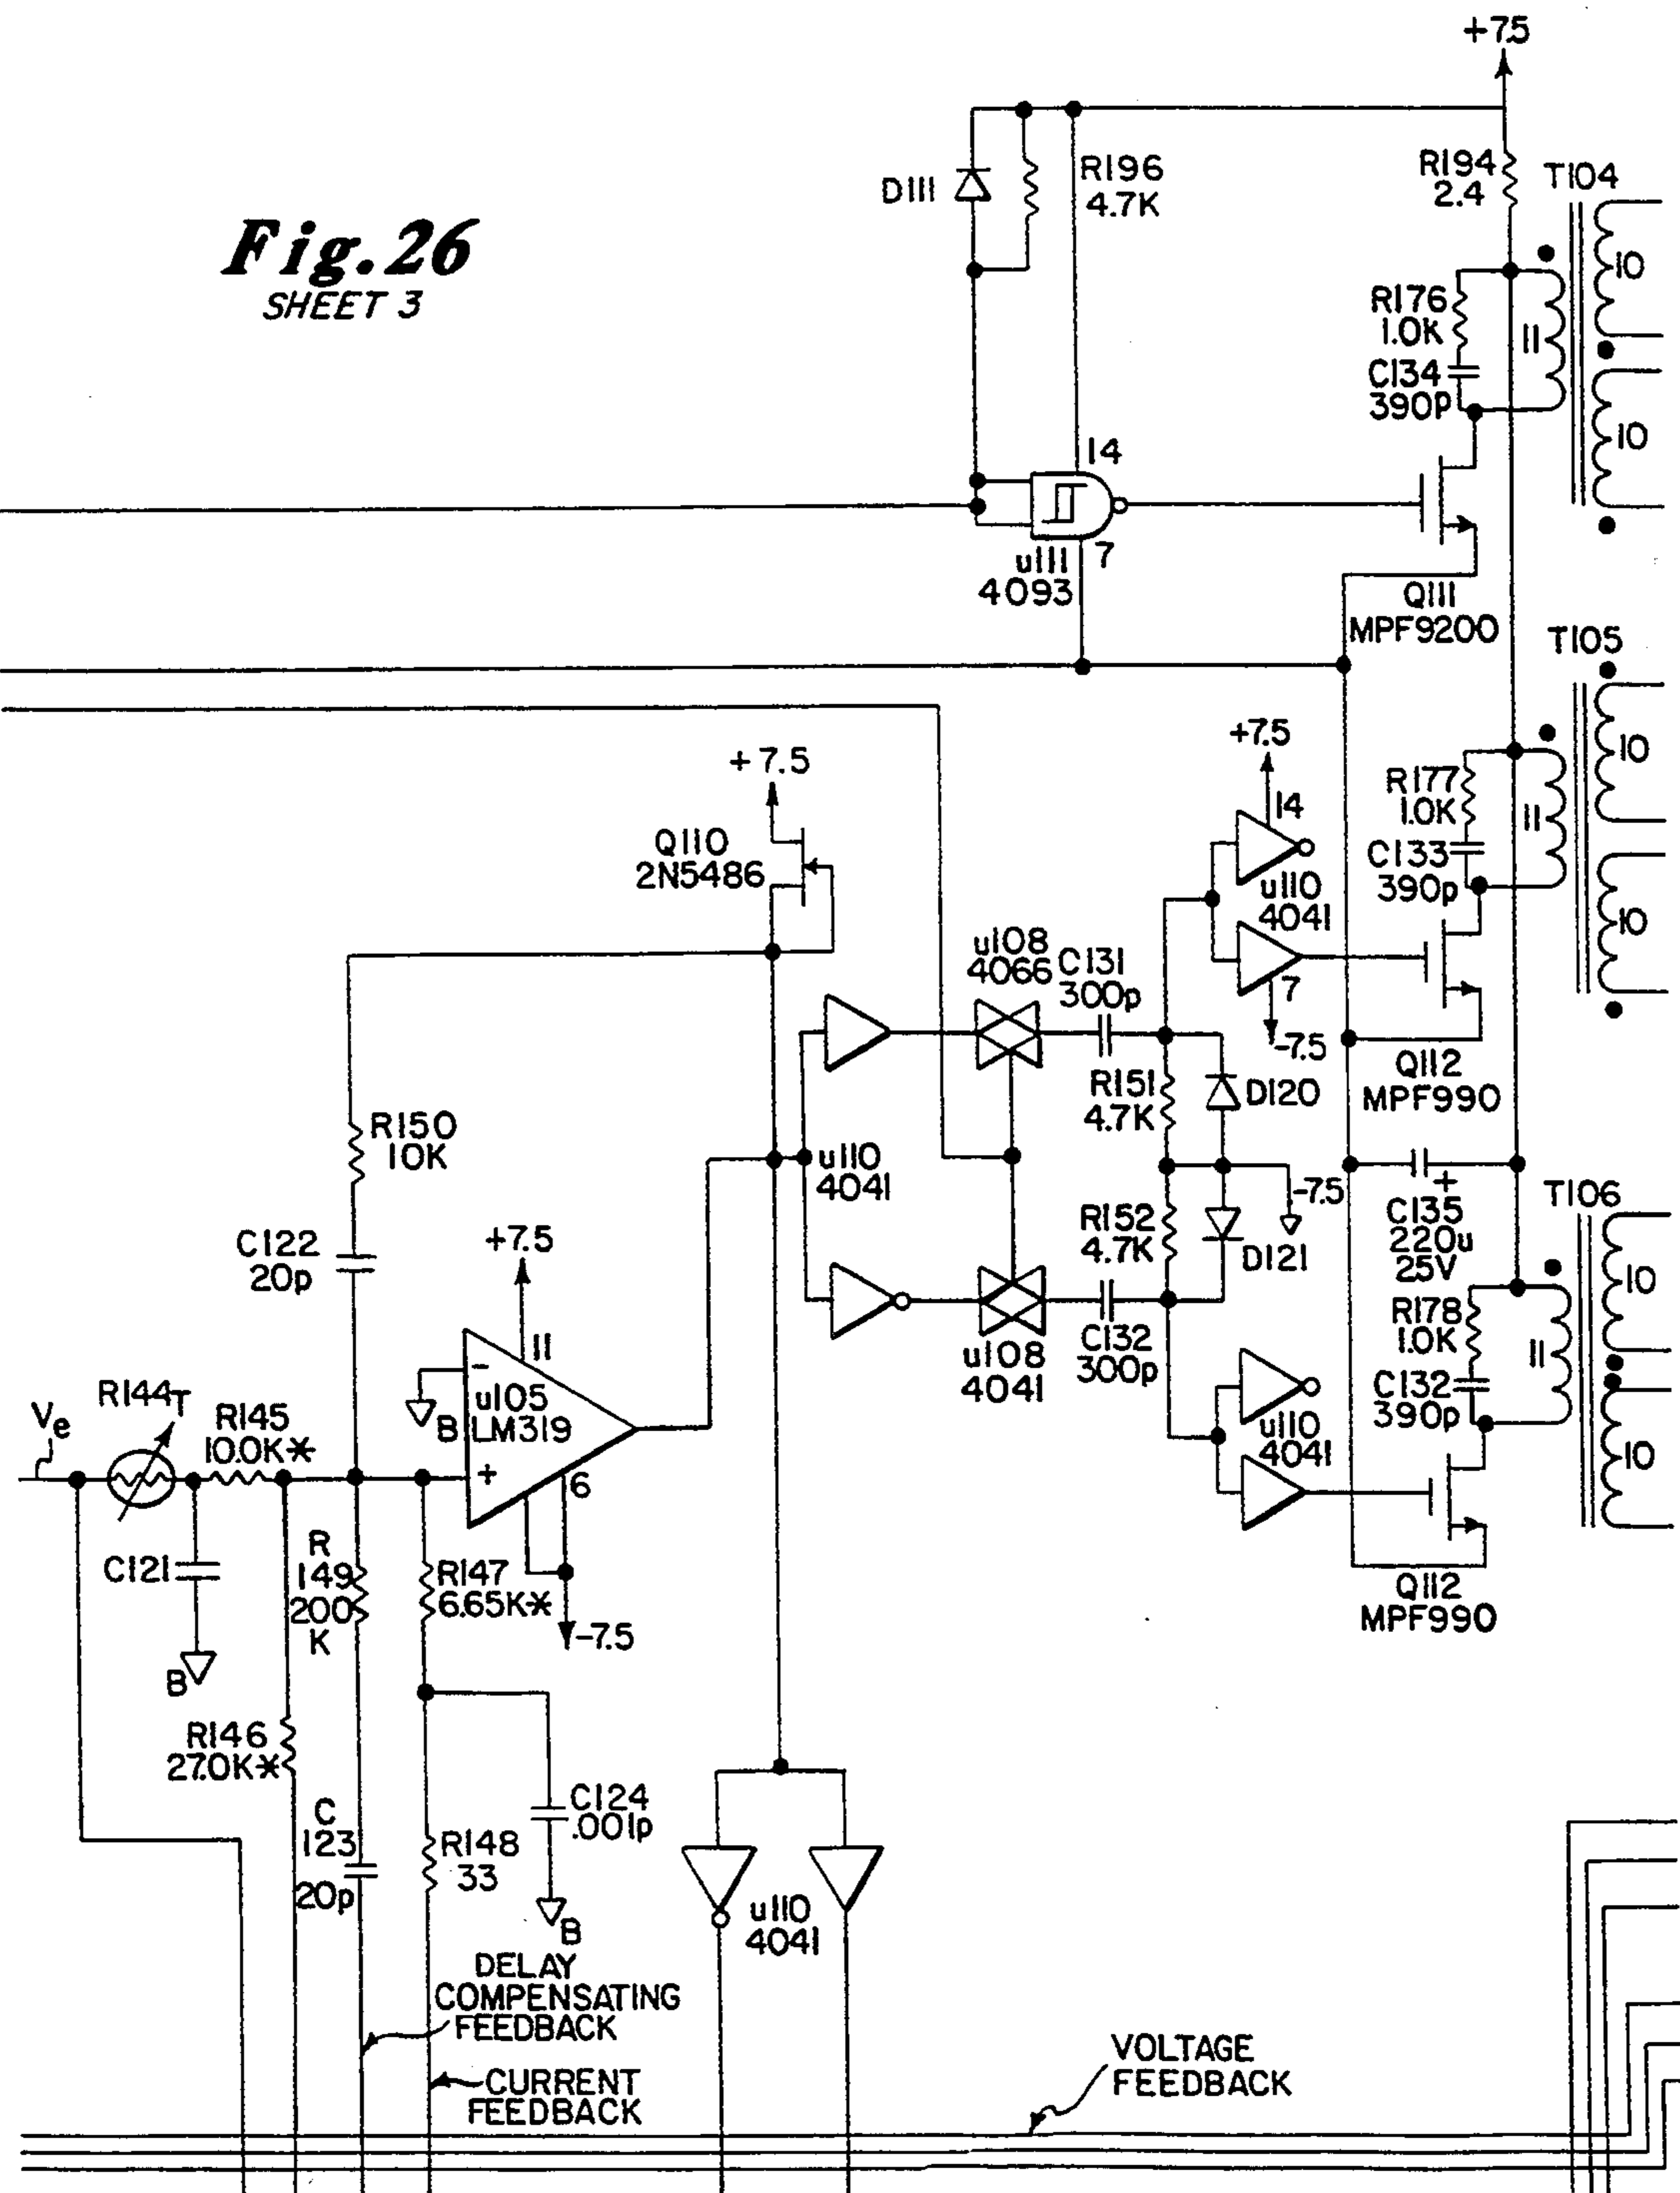 Fig.26
SHEET 3
+7.5
D111
R196
4.7K
R194
2.4
T104
10
R176
1.0K
C134
390p
11
10
14
7
u111
4093
Q111
MPF9200
T105
+7.5
Q110
2N5486
+7.5
14
u110
4041
7
-7.5
R177
1.0K
C133
390p
11
10
10
Q112
MPF990
u108
4066
C131
300p
R151
4.7K
D120
R150
10K
u110
4041
-7.5
R152
4.7K
D121
C135
220u
25V
+
T106
C122
20p
+7.5
11
-
u105
LM319
B
+
6
-7.5
u108
4041
C132
300p
R178
1.0K
C132
390p
11
10
10
u110
4041
Q112
MPF990
Ve
R144
T
R145
10.0K*
C121
B
R
149
200
K
R147
6.65K*
R146
27.0K*
C
123
20p
R148
33
C124
.001p
B
u110
4041
DELAY
COMPENSATING
FEEDBACK
CURRENT
FEEDBACK
VOLTAGE
FEEDBACK